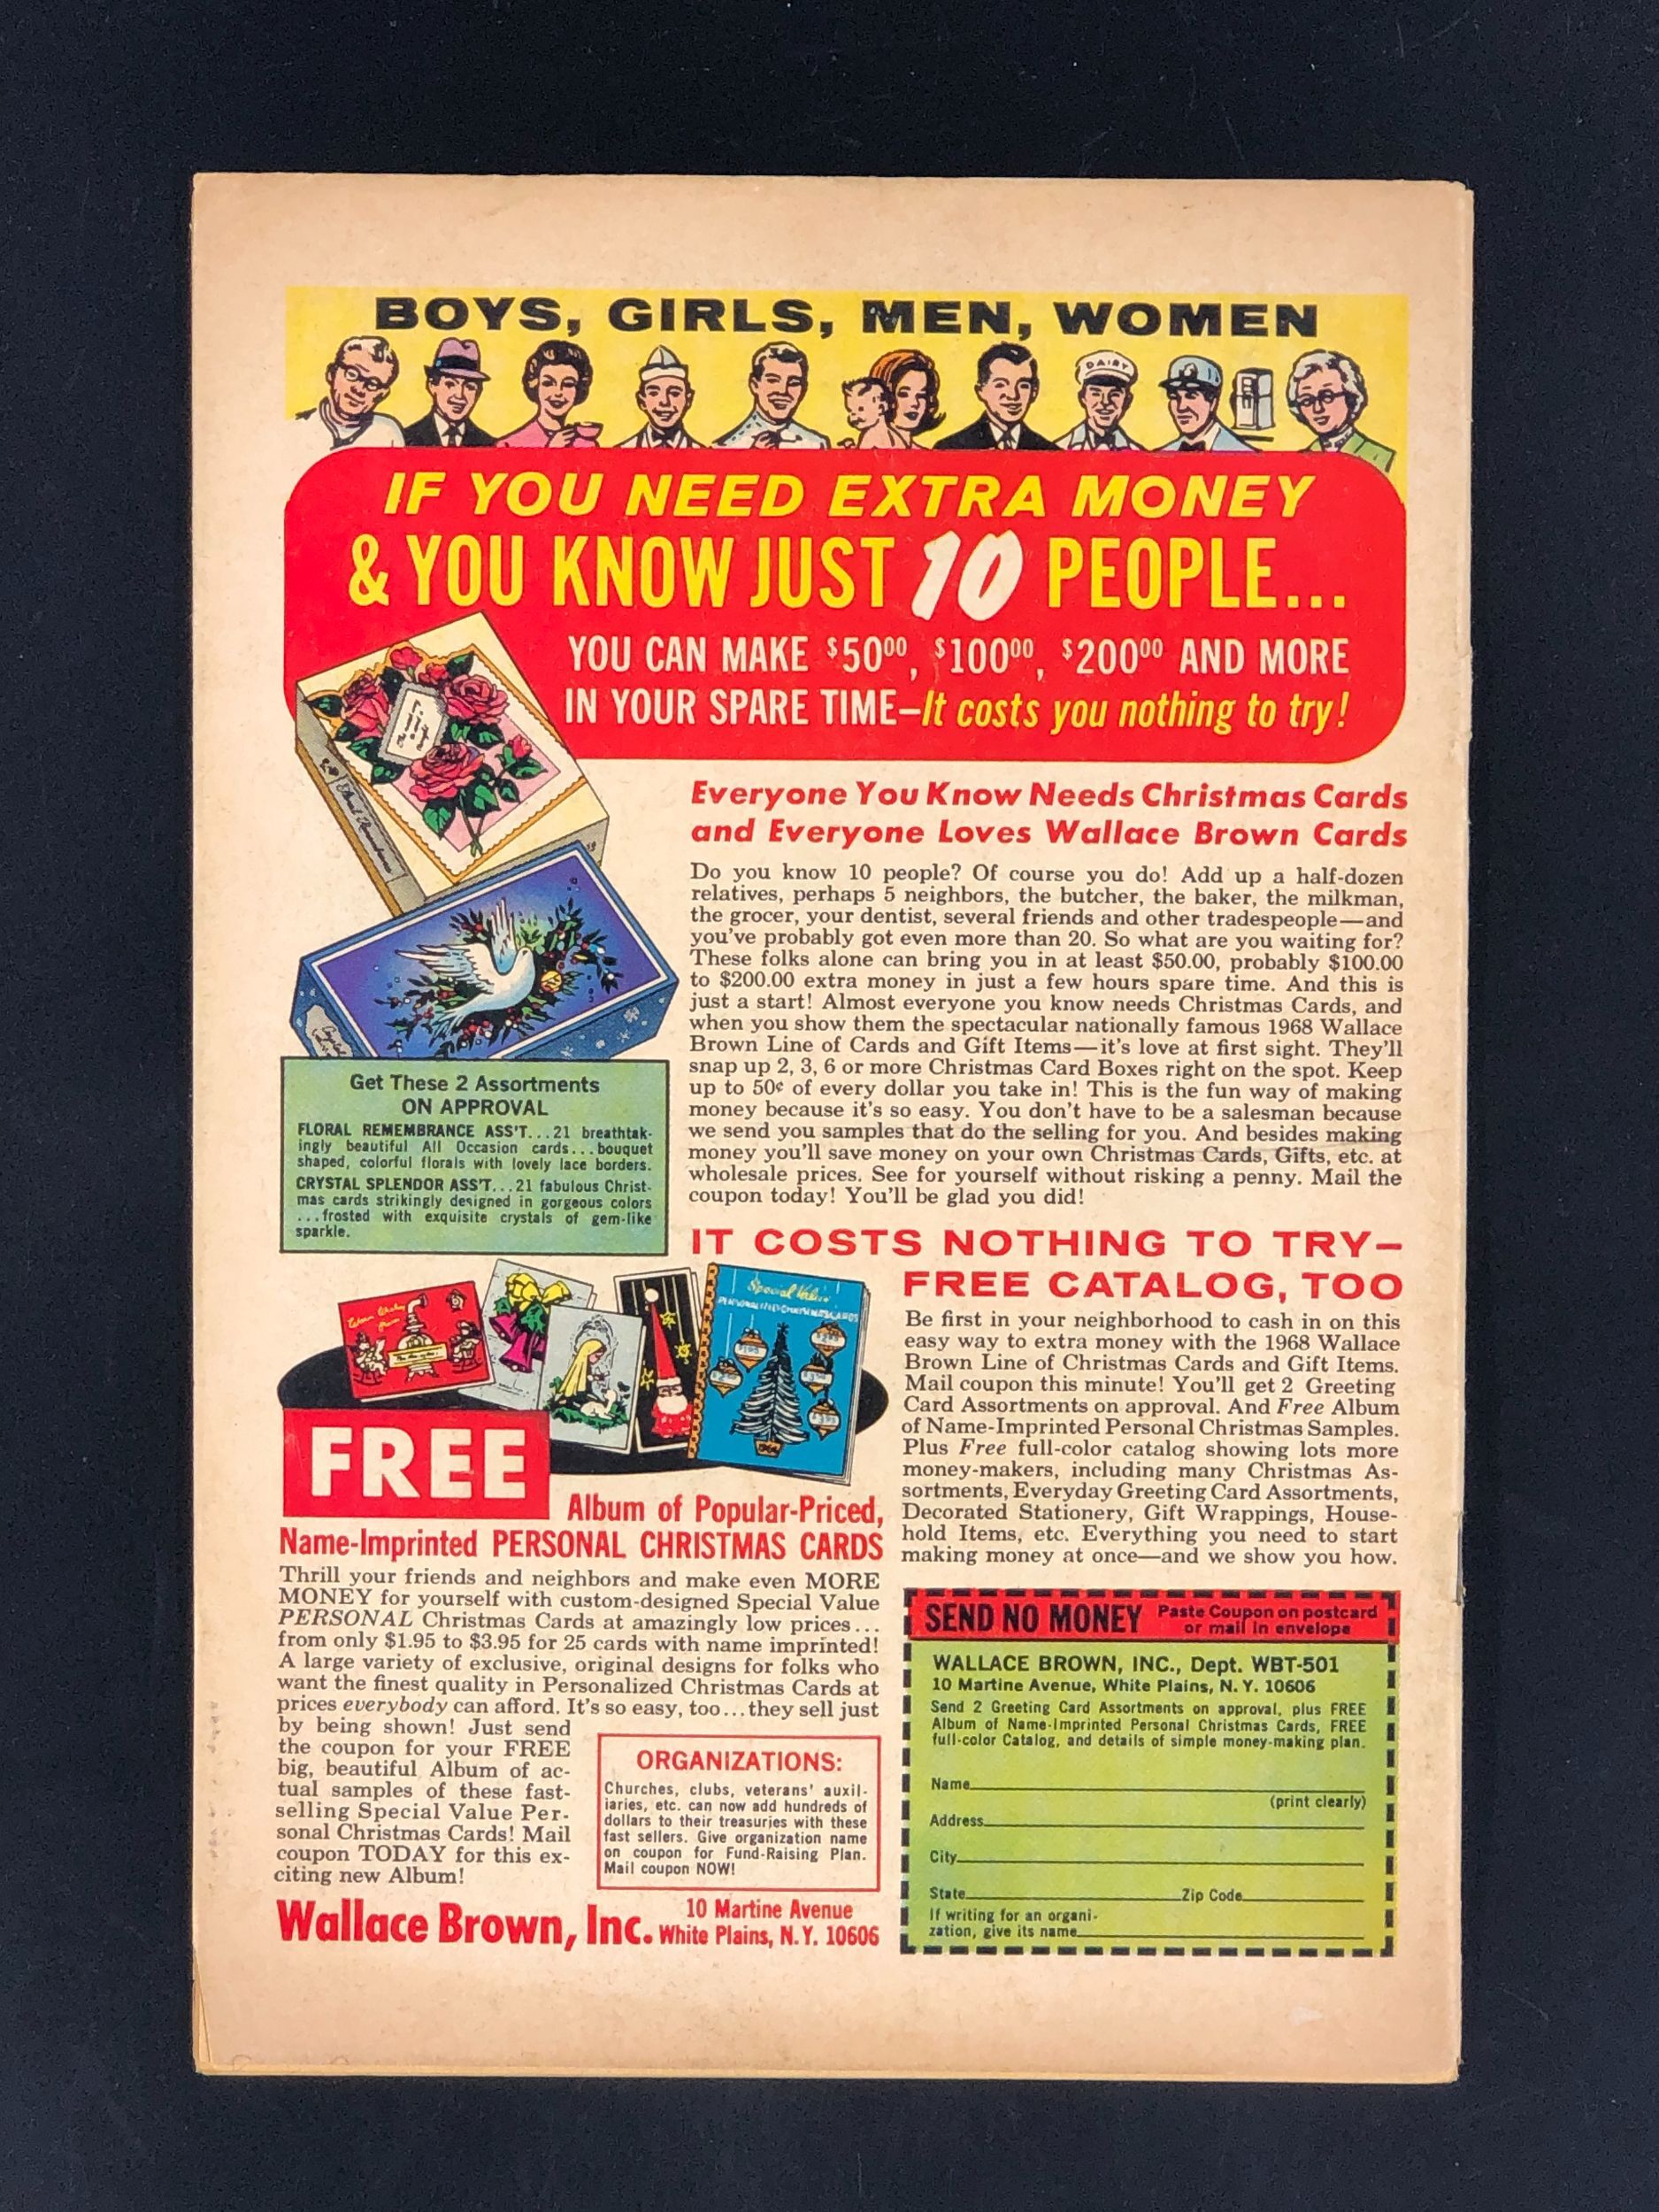 BOYS, GIRLS, MEN, WOMEN
DAIRY
IF YOU NEED EXTRA MONEY
& YOU KNOW JUST 10 PEOPLE...
YOU CAN MAKE $50⁰⁰, $100⁰⁰, $200⁰⁰ AND MORE
IN YOUR SPARE TIME—It costs you nothing to try!
Everyone You Know Needs Christmas Cards
and Everyone Loves Wallace Brown Cards
Do you know 10 people? Of course you do! Add up a half-dozen
relatives, perhaps 5 neighbors, the butcher, the baker, the milkman,
the grocer, your dentist, several friends and other tradespeople—and
you've probably got even more than 20. So what are you waiting for?
These folks alone can bring you in at least $50.00, probably $100.00
to $200.00 extra money in just a few hours spare time. And this is
just a start! Almost everyone you know needs Christmas Cards, and
when you show them the spectacular nationally famous 1968 Wallace
Brown Line of Cards and Gift Items—it's love at first sight. They'll
snap up 2, 3, 6 or more Christmas Card Boxes right on the spot. Keep
up to 50¢ of every dollar you take in! This is the fun way of making
money because it's so easy. You don't have to be a salesman because
we send you samples that do the selling for you. And besides making
money you'll save money on your own Christmas Cards, Gifts, etc. at
wholesale prices. See for yourself without risking a penny. Mail the
coupon today! You'll be glad you did!
Get These 2 Assortments
ON APPROVAL
FLORAL REMEMBRANCE ASS'T...21 breathtak-
ingly beautiful All Occasion cards...bouquet
shaped, colorful florals with lovely lace borders.
CRYSTAL SPLENDOR ASS'T...21 fabulous Christ-
mas cards strikingly designed in gorgeous colors
...frosted with exquisite crystals of gem-like
sparkle.
IT COSTS NOTHING TO TRY—
FREE CATALOG, TOO
Be first in your neighborhood to cash in on this
easy way to extra money with the 1968 Wallace
Brown Line of Christmas Cards and Gift Items.
Mail coupon this minute! You'll get 2 Greeting
Card Assortments on approval. And Free Album
of Name-Imprinted Personal Christmas Samples.
Plus Free full-color catalog showing lots more
money-makers, including many Christmas As-
sortments, Everyday Greeting Card Assortments,
Decorated Stationery, Gift Wrappings, House-
hold Items, etc. Everything you need to start
making money at once—and we show you how.
Special Value
PERSONALIZED CHRISTMAS CARDS
FREE
Album of Popular-Priced,
Name-Imprinted PERSONAL CHRISTMAS CARDS
Thrill your friends and neighbors and make even MORE
MONEY for yourself with custom-designed Special Value
PERSONAL Christmas Cards at amazingly low prices...
from only $1.95 to $3.95 for 25 cards with name imprinted!
A large variety of exclusive, original designs for folks who
want the finest quality in Personalized Christmas Cards at
prices everybody can afford. It's so easy, too...they sell just
by being shown! Just send
the coupon for your FREE
big, beautiful Album of ac-
tual samples of these fast-
selling Special Value Per-
sonal Christmas Cards! Mail
coupon TODAY for this ex-
citing new Album!
ORGANIZATIONS:
Churches, clubs, veterans' auxil-
iaries, etc. can now add hundreds of
dollars to their treasuries with these
fast sellers. Give organization name
on coupon for Fund-Raising Plan.
Mail coupon NOW!
Wallace Brown, Inc. 10 Martine Avenue
White Plains, N.Y. 10606
SEND NO MONEY Paste Coupon on postcard
or mail in envelope
WALLACE BROWN, INC., Dept. WBT-501
10 Martine Avenue, White Plains, N.Y. 10606
Send 2 Greeting Card Assortments on approval, plus FREE
Album of Name-Imprinted Personal Christmas Cards, FREE
full-color Catalog, and details of simple money-making plan.
Name
(print clearly)
Address
City
State Zip Code
If writing for an organi-
zation, give its name